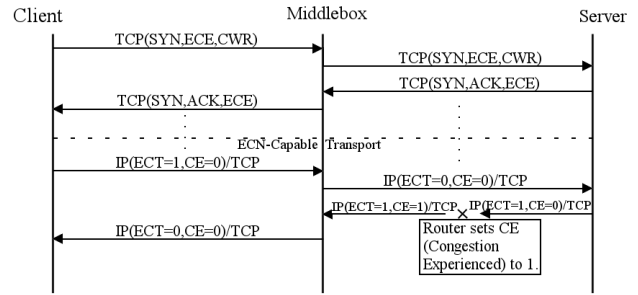 Client
Middlebox
Server
TCP(SYN,ECE,CWR)
TCP(SYN,ECE,CWR)
TCP(SYN,ACK,ECE)
TCP(SYN,ACK,ECE)
ECN-Capable Transport
IP(ECT=1,CE=0)/TCP
IP(ECT=0,CE=0)/TCP
IP(ECT=1,CE=1)/TCP
IP(ECT=1,CE=0)/TCP
IP(ECT=0,CE=0)/TCP
Router sets CE
(Congestion
Experienced) to 1.